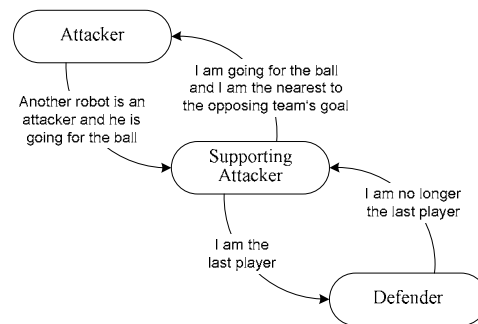 Attacker
I am going for the ball
and I am the nearest to
the opposing team's goal
Another robot is an
attacker and he is
going for the ball
Supporting
Attacker
I am no longer
the last player
I am the
last player
Defender